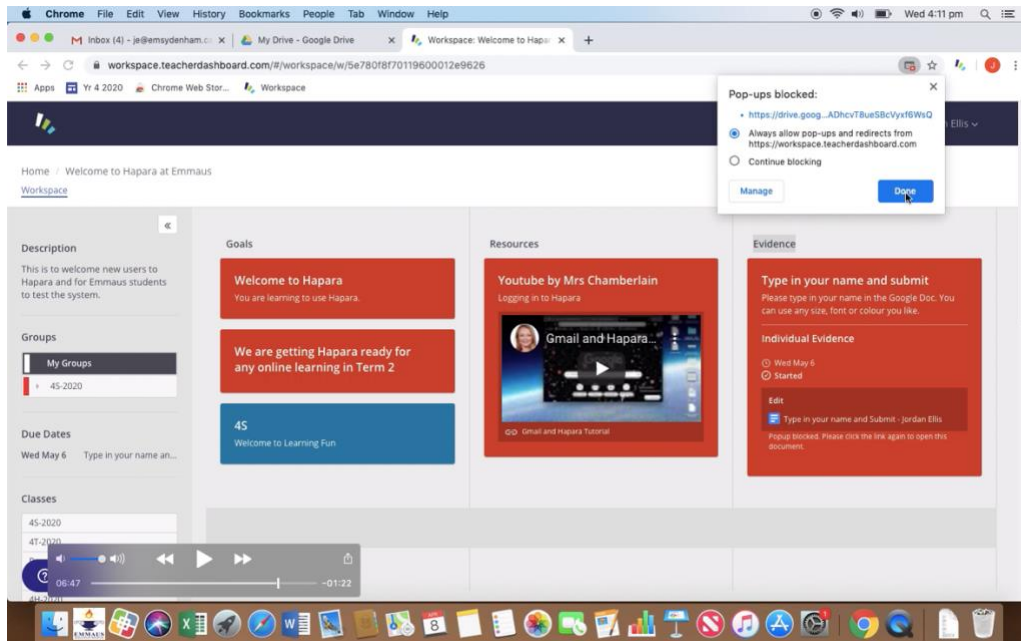 Chrome File Edit View History Bookmarks People Tab Window Help
Wed 4:11 pm
Inbox (4) - je@emsydenham.c
My Drive - Google Drive
Workspace: Welcome to Hapar
workspace.teacherdashboard.com/#/workspace/w/5e780f8f70119600012e9626
J
Apps
Yr 4 2020
Chrome Web Stor...
Workspace
Pop-ups blocked:
• https://drive.goog...ADhcvT8ueSBcVyxf6WsQ
Always allow pop-ups and redirects from
https://workspace.teacherdashboard.com
Continue blocking
Manage
Done
Ellis
Home / Welcome to Hapara at Emmaus
Workspace
Description
This is to welcome new users to
Hapara and for Emmaus students
to test the system.
Groups
My Groups
4S-2020
Due Dates
Wed May 6 Type in your name an...
Classes
4S-2020
4T-2020
4H-2020
Goals
Welcome to Hapara
You are learning to use Hapara.
We are getting Hapara ready for
any online learning in Term 2
4S
Welcome to Learning Fun
Resources
Youtube by Mrs Chamberlain
Logging in to Hapara
Gmail and Hapara...
Gmail and Hapara Tutorial
Evidence
Type in your name and submit
Please type in your name in the Google Doc. You
can use any size, font or colour you like.
Individual Evidence
Wed May 6
Started
Edit
Type in your name and Submit - Jordan Ellis
Popup blocked. Please click the link again to open this
document.
06:47
-01:22
EMMAUS
8